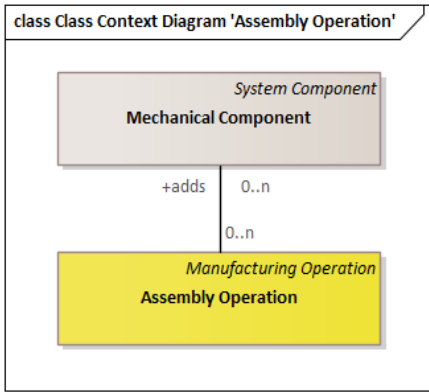 class Class Context Diagram 'Assembly Operation'
System Component
Mechanical Component
+adds 0..n
0..n
Manufacturing Operation
Assembly Operation